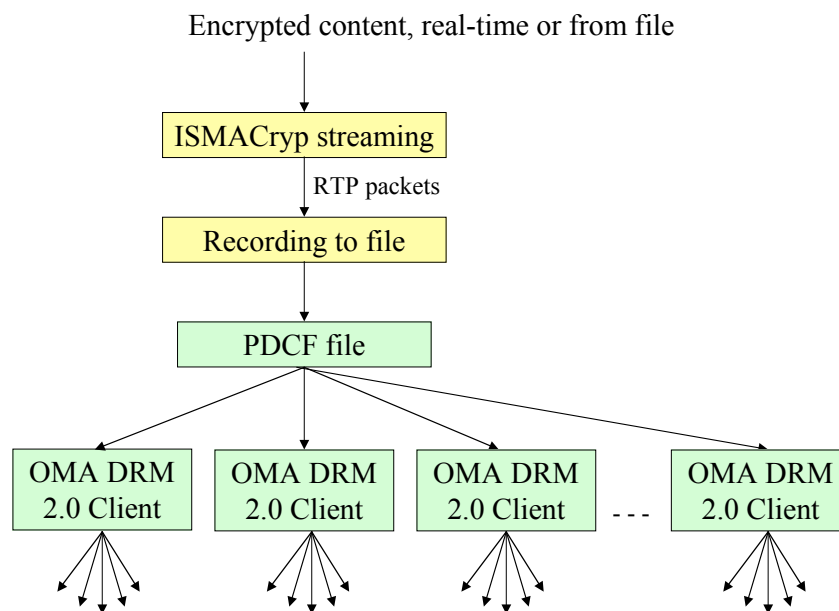 Encrypted content, real-time or from file
ISMACryp streaming
RTP packets
Recording to file
PDCF file
OMA DRM
2.0 Client
OMA DRM
2.0 Client
OMA DRM
2.0 Client
- - -
OMA DRM
2.0 Client